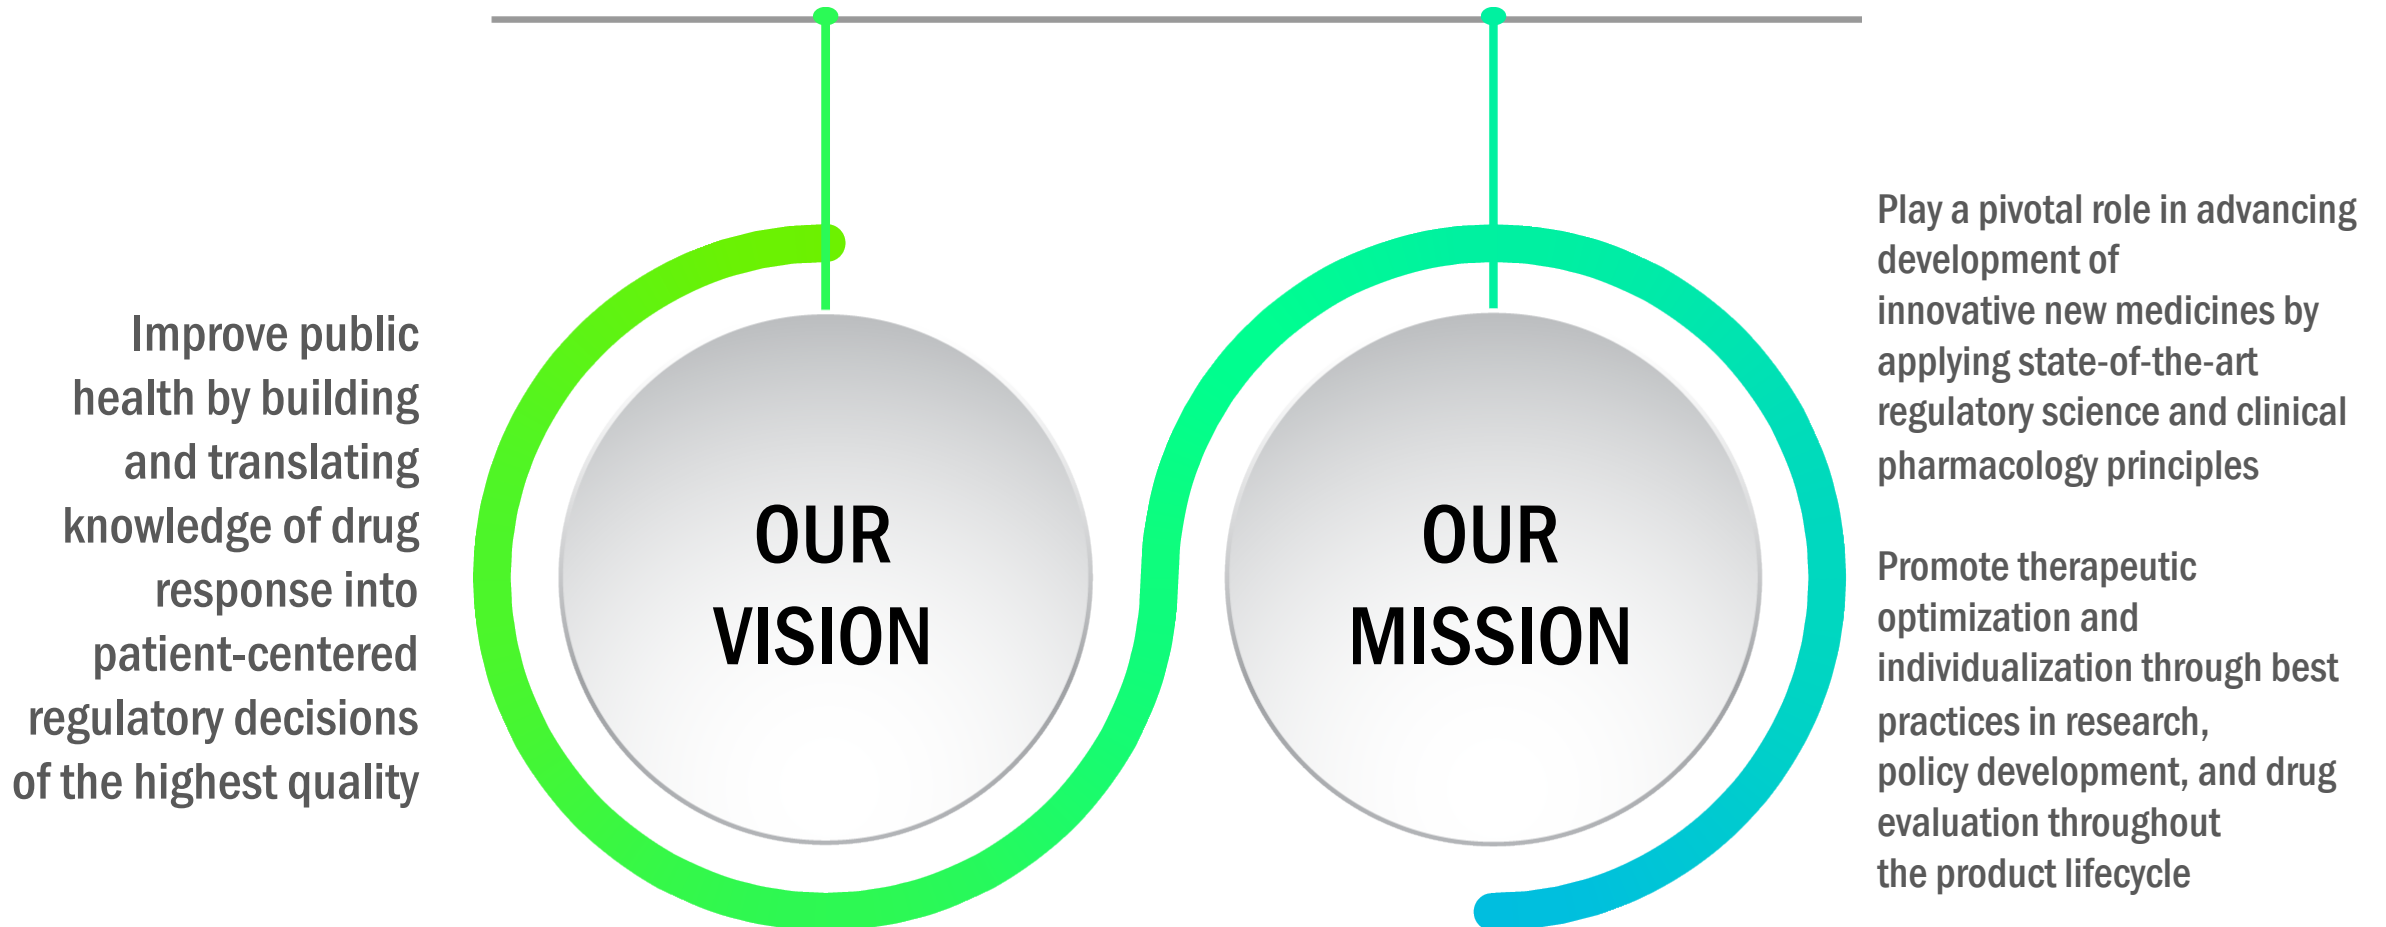 Improve public
health by building
and translating
knowledge of drug
response into
patient-centered
regulatory decisions
of the highest quality
OUR
VISION
OUR
MISSION
Play a pivotal role in advancing
development of
innovative new medicines by
applying state-of-the-art
regulatory science and clinical
pharmacology principles
Promote therapeutic
optimization and
individualization through best
practices in research,
policy development, and drug
evaluation throughout
the product lifecycle